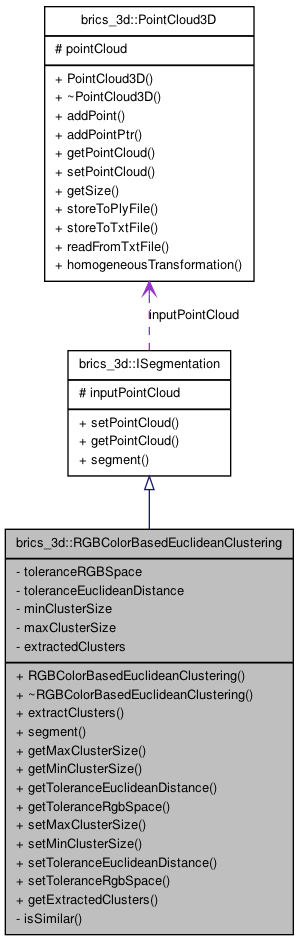 brics_3d::PointCloud3D
# pointCloud
+ PointCloud3D()
+ ~PointCloud3D()
+ addPoint()
+ addPointPtr()
+ getPointCloud()
+ setPointCloud()
+ getSize()
+ storeToPlyFile()
+ storeToTxtFile()
+ readFromTxtFile()
+ homogeneousTransformation()
inputPointCloud
brics_3d::ISegmentation
# inputPointCloud
+ setPointCloud()
+ getPointCloud()
+ segment()
brics_3d::RGBColorBasedEuclideanClustering
- toleranceRGBSpace
- toleranceEuclideanDistance
- minClusterSize
- maxClusterSize
- extractedClusters
+ RGBColorBasedEuclideanClustering()
+ ~RGBColorBasedEuclideanClustering()
+ extractClusters()
+ segment()
+ getMaxClusterSize()
+ getMinClusterSize()
+ getToleranceEuclideanDistance()
+ getToleranceRgbSpace()
+ setMaxClusterSize()
+ setMinClusterSize()
+ setToleranceEuclideanDistance()
+ setToleranceRgbSpace()
+ getExtractedClusters()
- isSimilar()